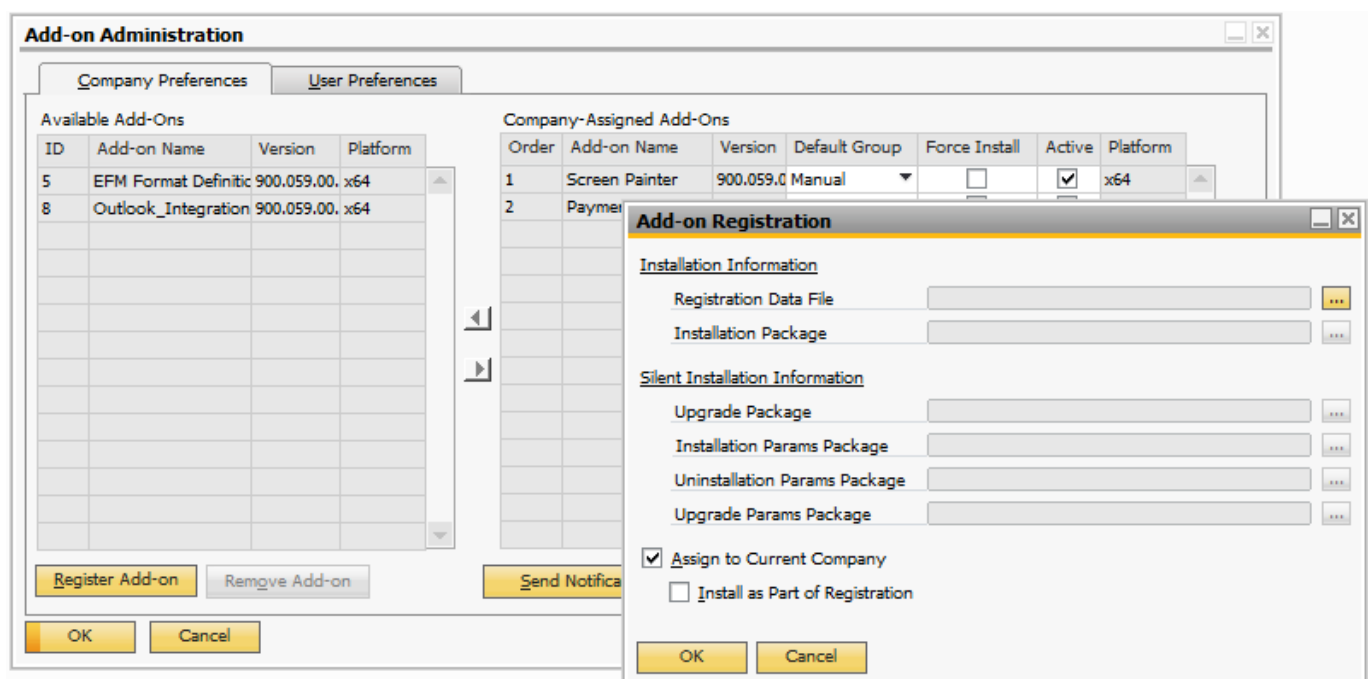 Add-on Administration
Company Preferences User Preferences
Available Add-Ons
ID Add-on Name Version Platform
5 EFM Format Definitic 900.059.00. x64
8 Outlook_Integration 900.059.00. x64
Register Add-on Remove Add-on
OK Cancel
Company-Assigned Add-Ons
Order Add-on Name Version Default Group Force Install Active Platform
1 Screen Painter 900.059.0 Manual x64
2 Payme
Send Notifica
Add-on Registration
Installation Information
Registration Data File ...
Installation Package ...
Silent Installation Information
Upgrade Package ...
Installation Params Package ...
Uninstallation Params Package ...
Upgrade Params Package ...
Assign to Current Company
Install as Part of Registration
OK Cancel